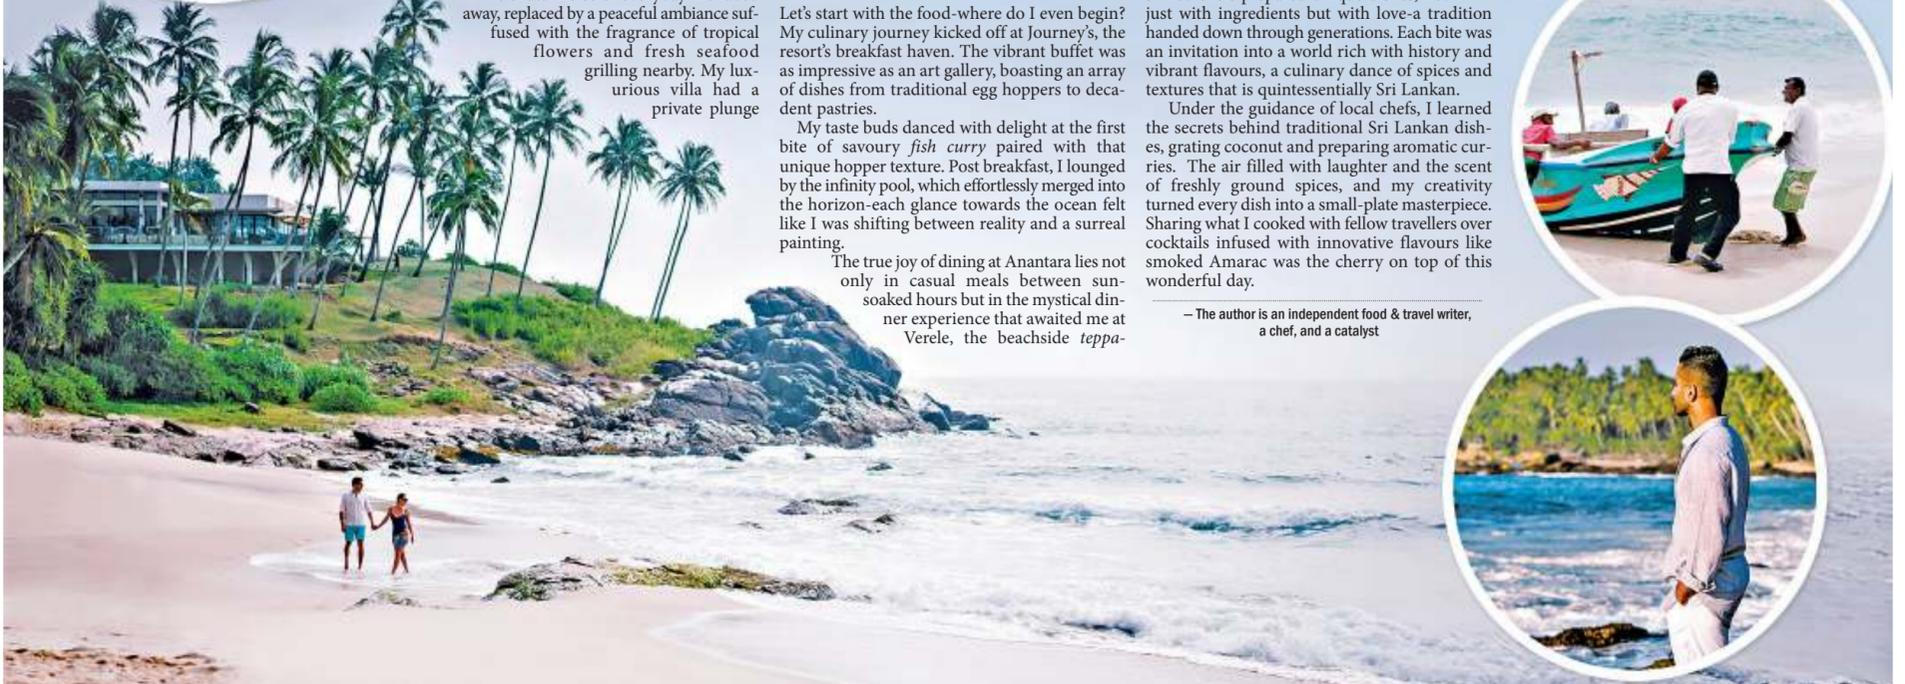 away, replaced by a peaceful ambiance suf-
fused with the fragrance of tropical
flowers and fresh seafood
grilling nearby. My lux-
urious villa had a
private plunge
Let's start with the food-where do I even begin?
My culinary journey kicked off at Journey's, the
resort's breakfast haven. The vibrant buffet was
as impressive as an art gallery, boasting an array
of dishes from traditional egg hoppers to deca-
dent pastries.
My taste buds danced with delight at the first
bite of savoury fish curry paired with that
unique hopper texture. Post breakfast, I lounged
by the infinity pool, which effortlessly merged into
the horizon-each glance towards the ocean felt
like I was shifting between reality and a surreal
painting.
The true joy of dining at Anantara lies not
only in casual meals between sun-
soaked hours but in the mystical din-
ner experience that awaited me at
Verele, the beachside teppa-
just with ingredients but with love-a tradition
handed down through generations. Each bite was
an invitation into a world rich with history and
vibrant flavours, a culinary dance of spices and
textures that is quintessentially Sri Lankan.
Under the guidance of local chefs, I learned
the secrets behind traditional Sri Lankan dish-
es, grating coconut and preparing aromatic cur-
ries. The air filled with laughter and the scent
of freshly ground spices, and my creativity
turned every dish into a small-plate masterpiece.
Sharing what I cooked with fellow travellers over
cocktails infused with innovative flavours like
smoked Amarac was the cherry on top of this
wonderful day.
– The author is an independent food & travel writer,
a chef, and a catalyst